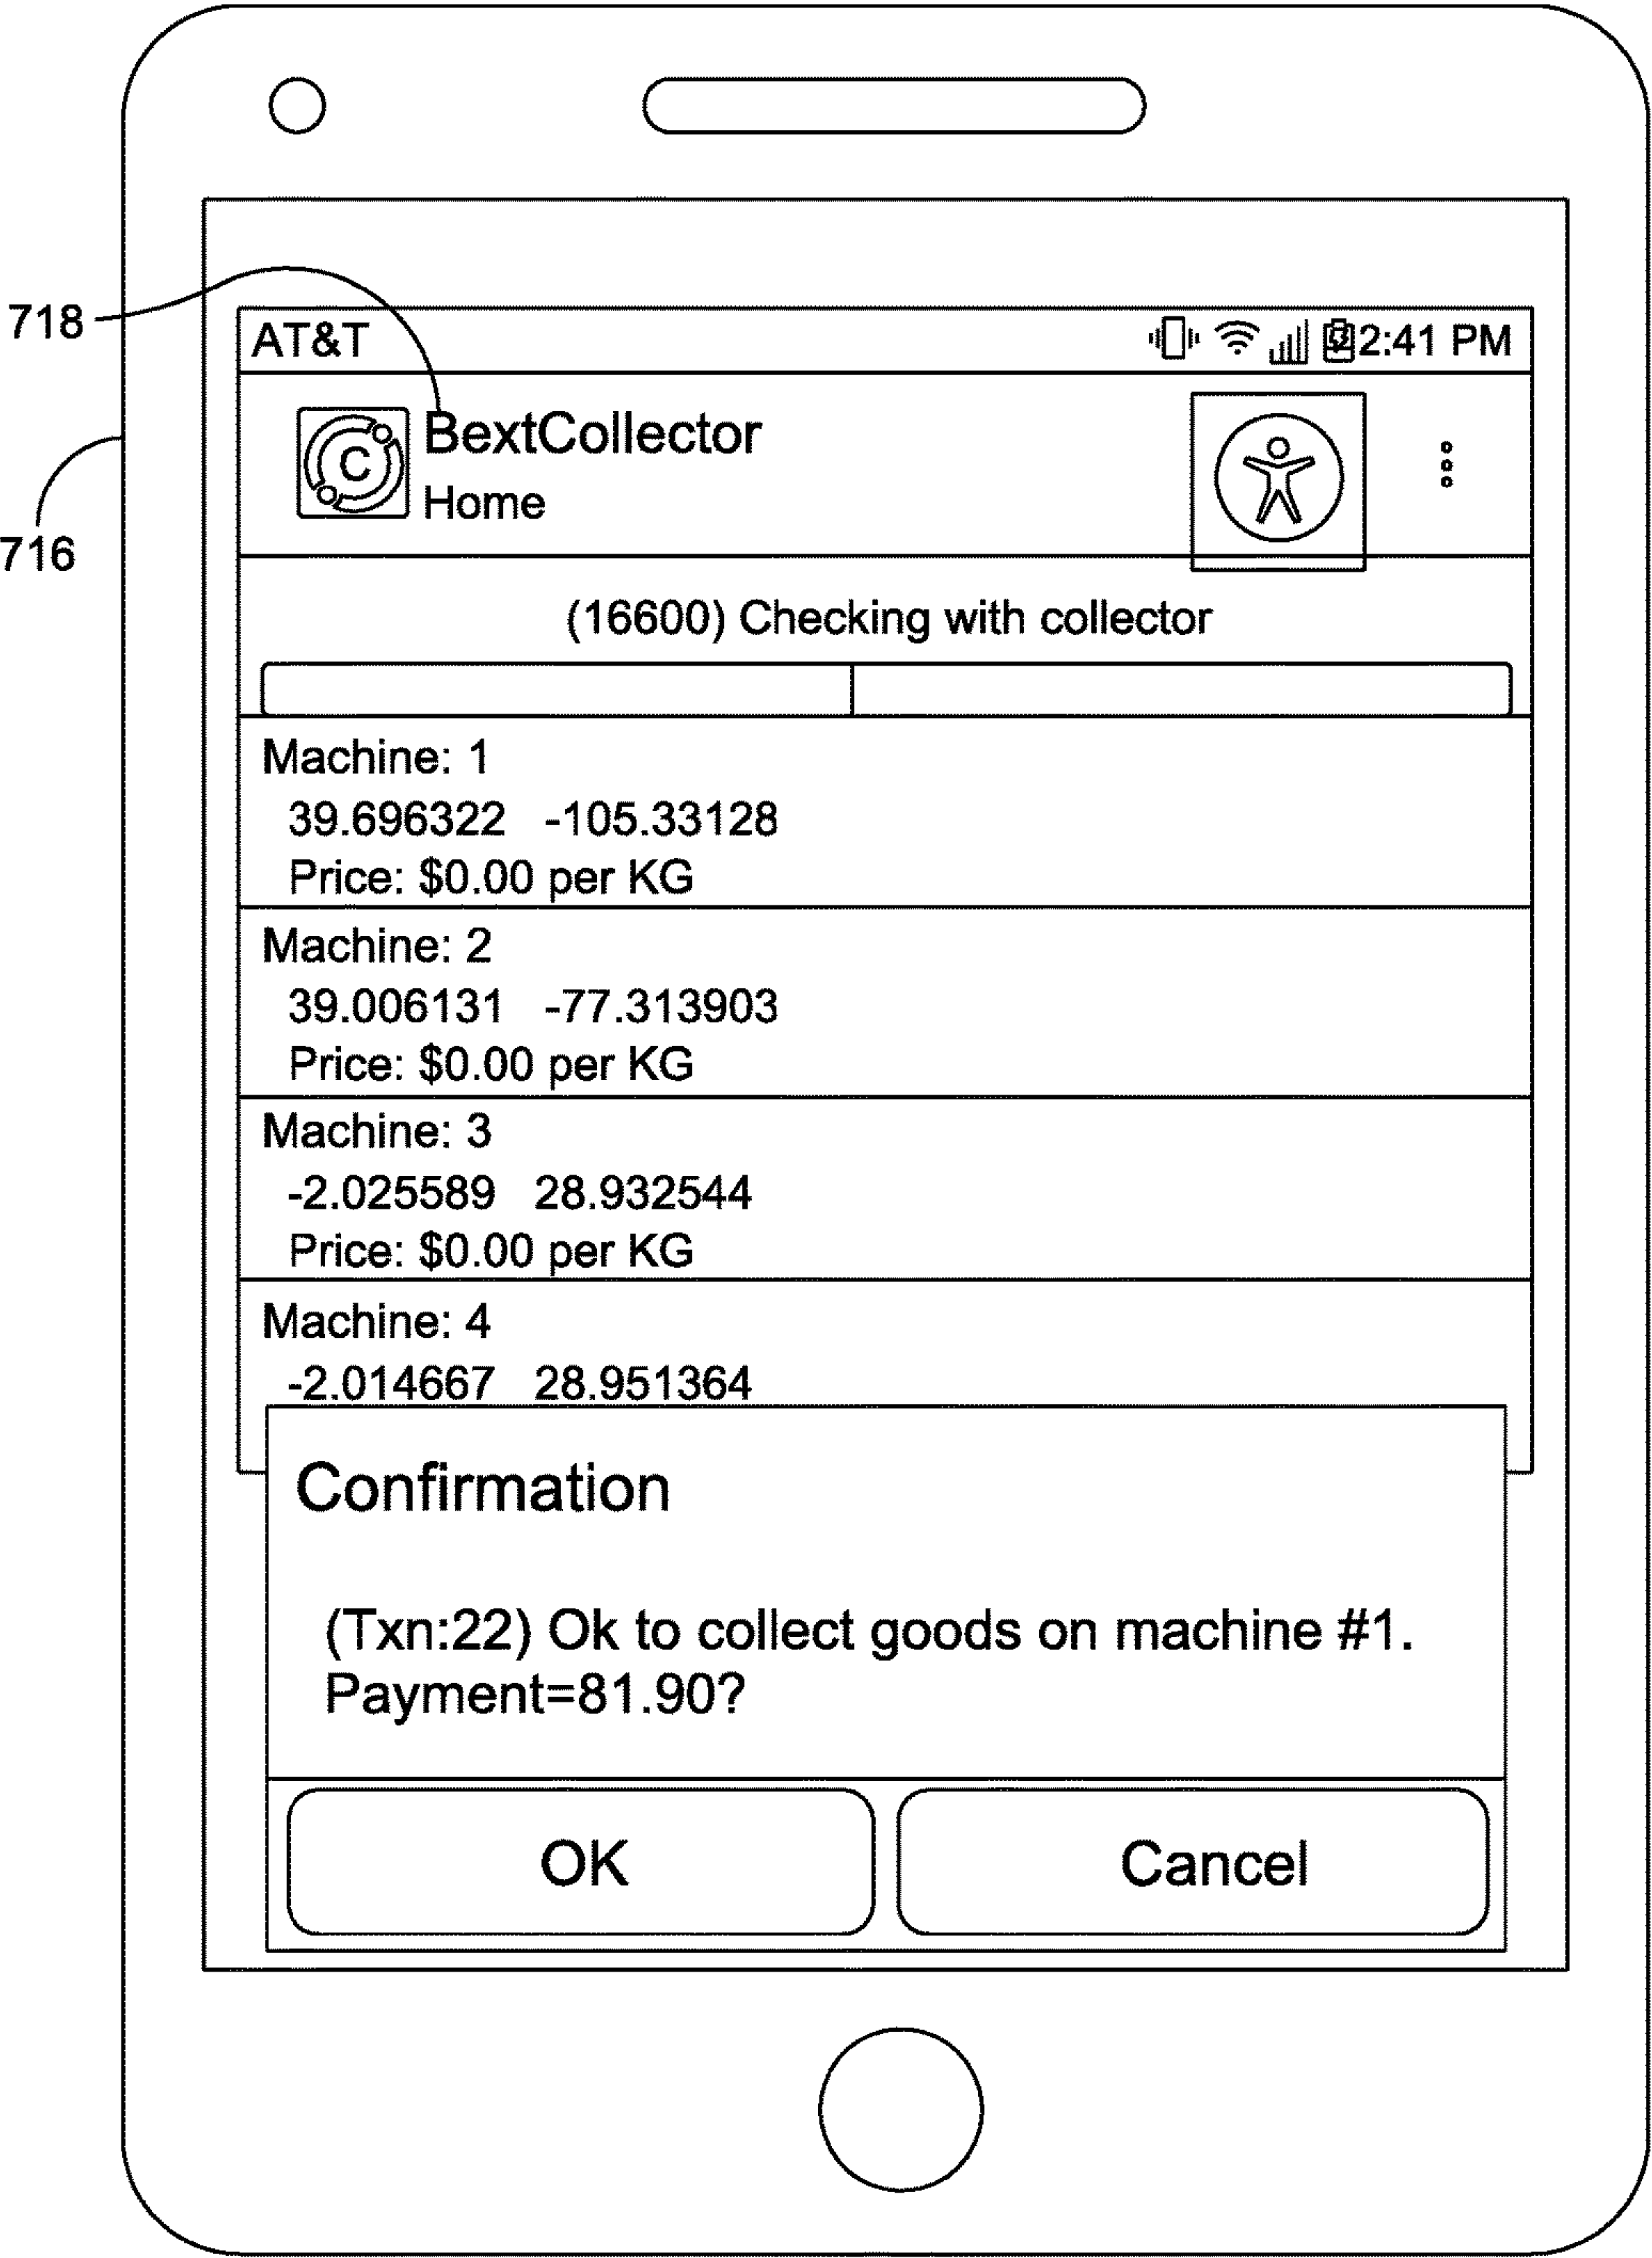 718
AT&T 2:41 PM
C
BextCollector
Home
716
(16600) Checking with collector
Machine: 1
39.696322 -105.33128
Price: $0.00 per KG
Machine: 2
39.006131 -77.313903
Price: $0.00 per KG
Machine: 3
-2.025589 28.932544
Price: $0.00 per KG
Machine: 4
-2.014667 28.951364
Confirmation
(Txn:22) Ok to collect goods on machine #1.
Payment=81.90?
OK Cancel